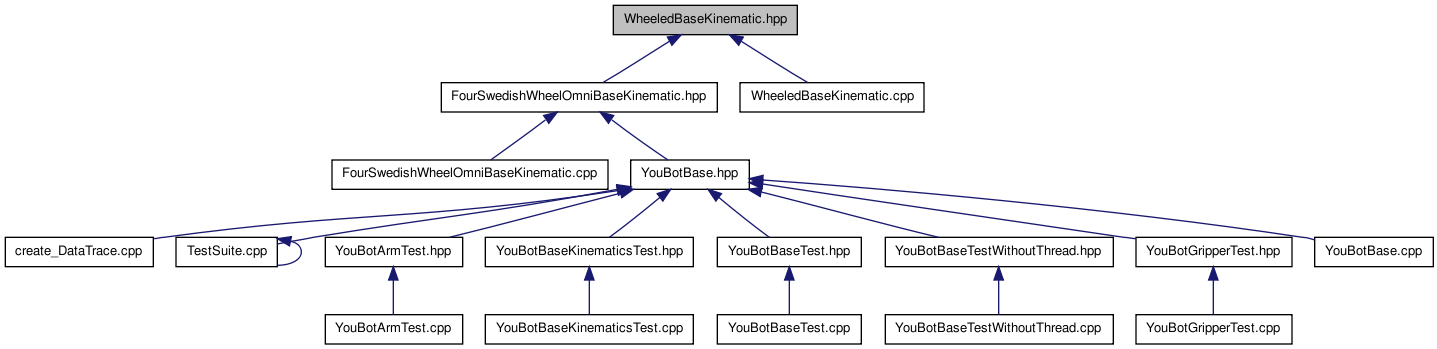 WheeledBaseKinematic.hpp
FourSwedishWheelOmniBaseKinematic.hpp
WheeledBaseKinematic.cpp
FourSwedishWheelOmniBaseKinematic.cpp
YouBotBase.hpp
create_DataTrace.cpp
TestSuite.cpp
YouBotArmTest.hpp
YouBotBaseKinematicsTest.hpp
YouBotBaseTest.hpp
YouBotBaseTestWithoutThread.hpp
YouBotGripperTest.hpp
YouBotBase.cpp
YouBotArmTest.cpp
YouBotBaseKinematicsTest.cpp
YouBotBaseTest.cpp
YouBotBaseTestWithoutThread.cpp
YouBotGripperTest.cpp